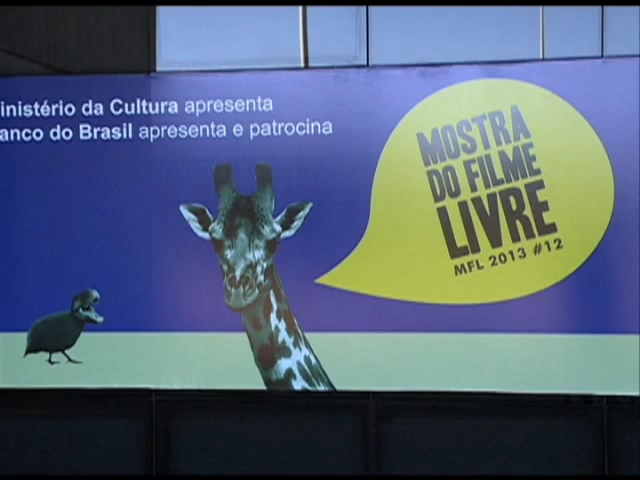 inistério da Cultura apresenta
anco do Brasil apresenta e patrocina
MOSTRA
DO FILME
LIVRE
MFL 2013 #12